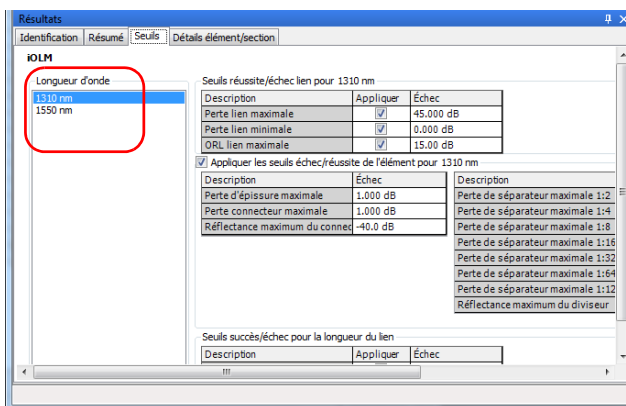 Résultats
Identification Résumé Seuils Détails élément/section
iOLM
Longueur d'onde
1310 nm
1550 nm
Seuils réussite/échec lien pour 1310 nm
Description Appliquer Échec
Perte lien maximale 45.000 dB
Perte lien minimale 0.000 dB
ORL lien maximale 15.00 dB
Appliquer les seuils échec/réussite de l'élément pour 1310 nm
Description Échec
Perte d'épissure maximale 1.000 dB
Perte connecteur maximale 1.000 dB
Réflectance maximum du connec -40.0 dB
Description
Perte de séparateur maximale 1:2
Perte de séparateur maximale 1:4
Perte de séparateur maximale 1:8
Perte de séparateur maximale 1:16
Perte de séparateur maximale 1:32
Perte de séparateur maximale 1:64
Perte de séparateur maximale 1:12
Réflectance maximum du diviseur
Seuils succès/échec pour la longueur du lien
Description Appliquer Échec